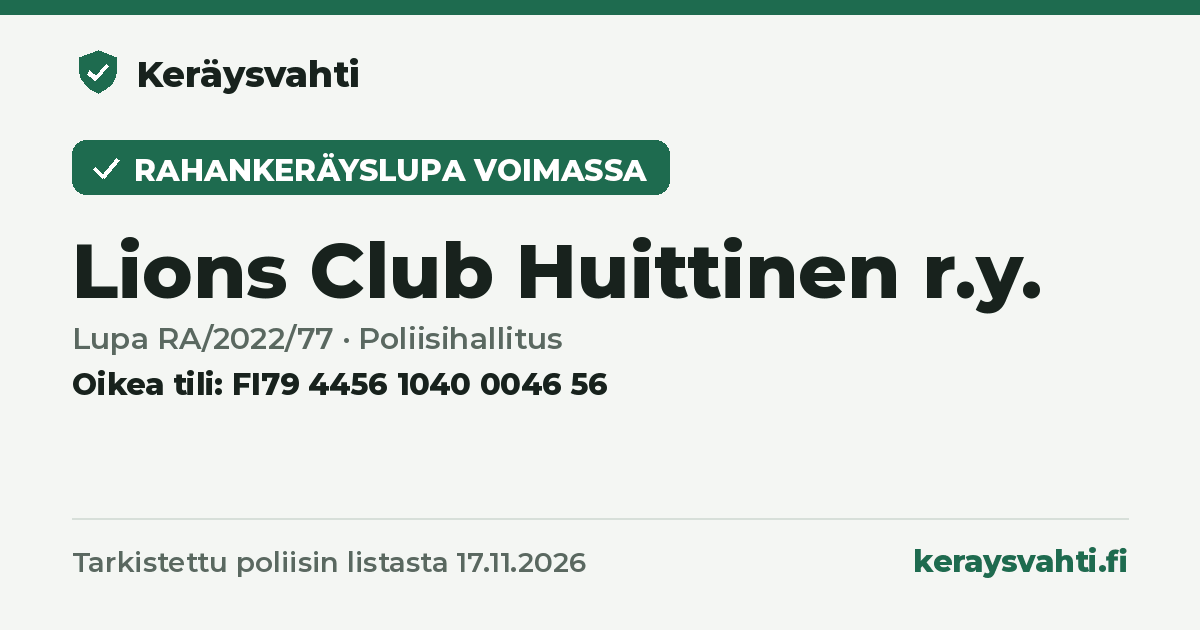 Keräysvahti
RAHANKERÄYSLUPA VOIMASSA
Lions Club Huittinen r.y.
Lupa RA/2022/77 · Poliisihallitus
Oikea tili: FI79 4456 1040 0046 56
Tarkistettu poliisin listasta 17.11.2026
keraysvahti.fi